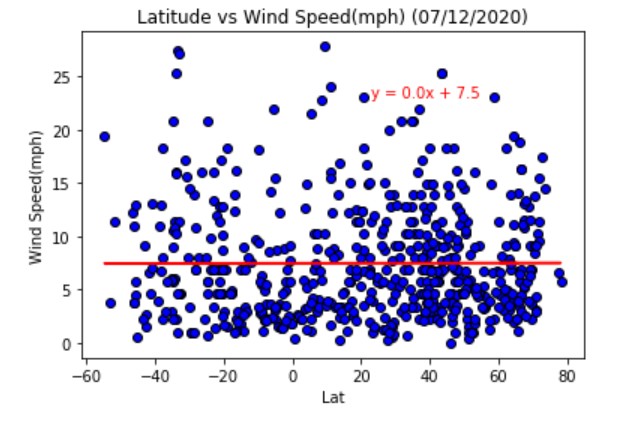 Latitude vs Wind Speed(mph) (07/12/2020)
Wind Speed(mph)
25
20
15
10
5
0
y = 0.0x + 7.5
−60 −40 −20 0 20 40 60 80
Lat